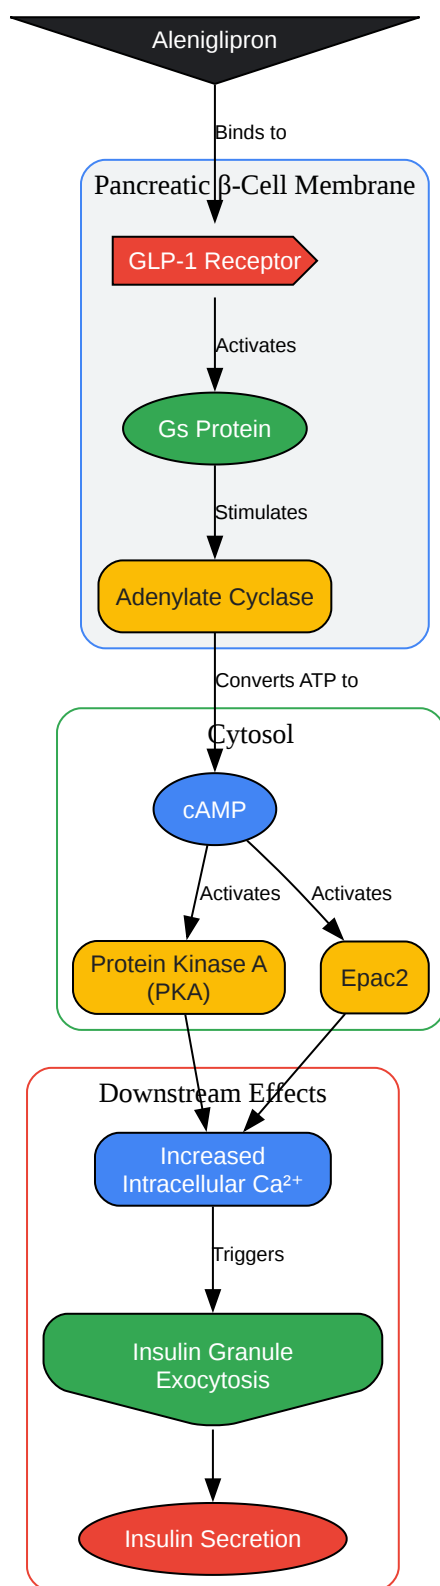 Aleniglipron
Binds to
Pancreatic β-Cell Membrane
GLP-1 Receptor
Activates
Gs Protein
Stimulates
Adenylate Cyclase
Converts ATP to
Cytosol
cAMP
Activates
Activates
Protein Kinase A
(PKA)
Epac2
Downstream Effects
Increased
Intracellular Ca²⁺
Triggers
Insulin Granule
Exocytosis
Insulin Secretion